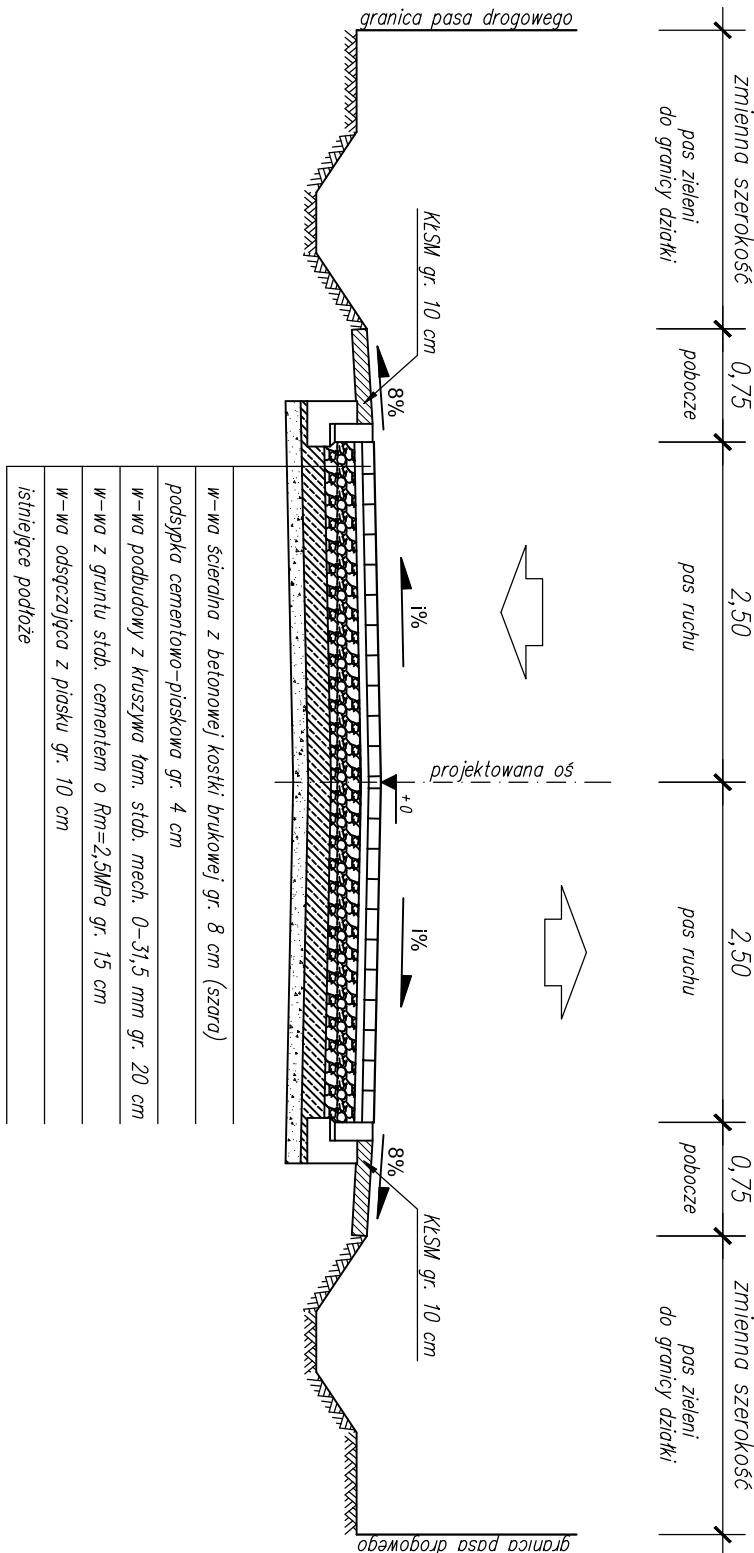 zmienna szerokość
0,75
2,50
2,50
0,75
zmienna szerokość
pas zieleni
do granicy działki
pobocze
pas ruchu
pas ruchu
pobocze
pas zieleni
do granicy działki
granica pasa drogowego
projektowana oś
granica pasa drogowego
KŁSM gr. 10 cm
KŁSM gr. 10 cm
8%
i%
+0
i%
8%
w-wa ścieralna z betonowej kostki brukowej gr. 8 cm (szara)
podsypka cementowo-piaskowa gr. 4 cm
w-wa podbudowy z kruszywa łam. stab. mech. 0-31,5 mm gr. 20 cm
w-wa z gruntu stab. cementem o Rm=2,5MPa gr. 15 cm
w-wa odsączająca z piasku gr. 10 cm
istniejące podłoże